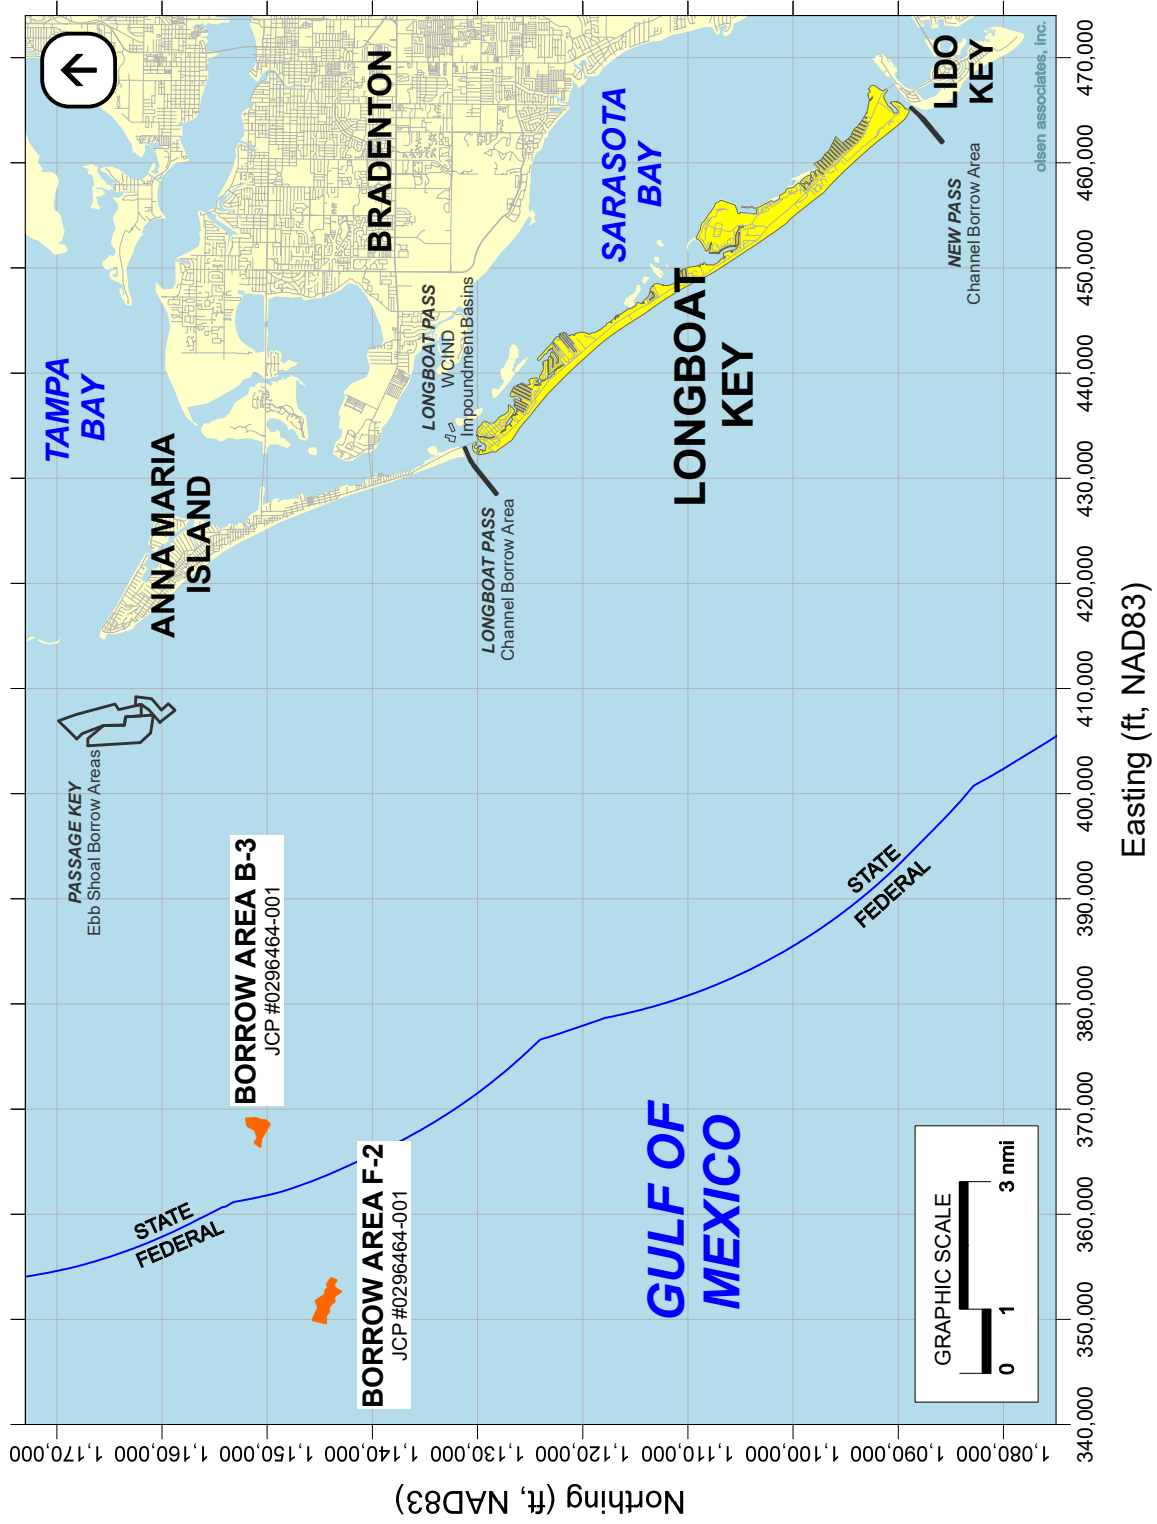 TAMPA
BAY
ANNA MARIA
ISLAND
BRADENTON
SARASOTA
BAY
LONGBOAT PASS
WCIND
Impoundment Basins
LONGBOAT PASS
Channel Borrow Area
LONGBOAT
KEY
LIDO
KEY
NEW PASS
Channel Borrow Area
olsen associates, inc.
PASSAGE KEY
Ebb Shoal Borrow Areas
BORROW AREA B-3
JCP #0296464-001
BORROW AREA F-2
JCP #0296464-001
STATE
FEDERAL
STATE
FEDERAL
GULF OF
MEXICO
GRAPHIC SCALE
0 1 3 nmi
340,000 350,000 360,000 370,000 380,000 390,000 400,000 410,000 420,000 430,000 440,000 450,000 460,000 470,000
Easting (ft, NAD83)
1,170,000
1,160,000
1,150,000
1,140,000
1,130,000
1,120,000
1,110,000
1,100,000
1,090,000
1,080,000
Northing (ft, NAD83)